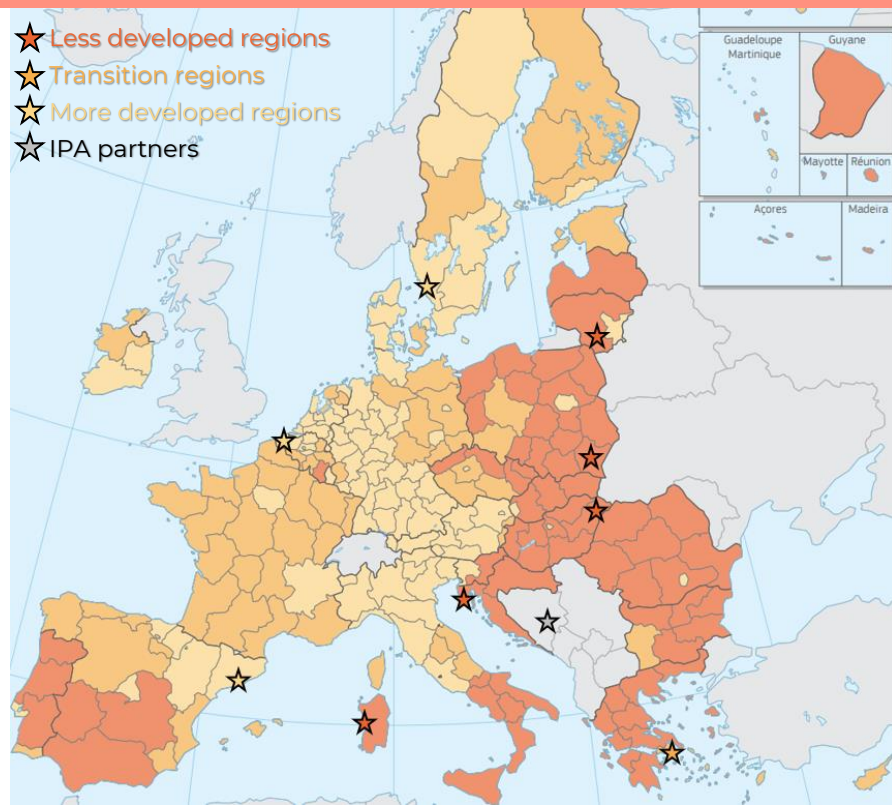 Less developed regions
Transition regions
More developed regions
IPA partners
Guadeloupe
Martinique
Guyane
Mayotte
Réunion
Açores
Madeira